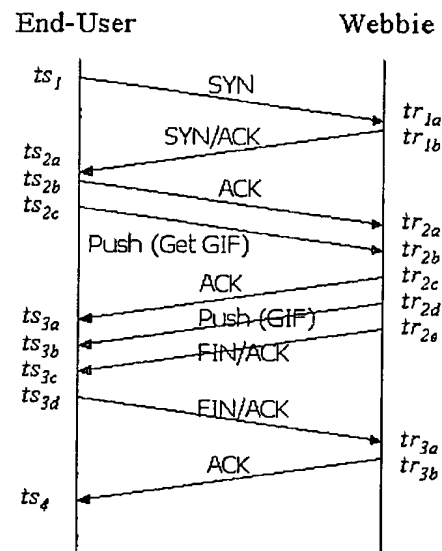 End-User Webbie
ts1
SYN
tr1a
tr1b
SYN/ACK
ts2a
ts2b
ACK
ts2c
tr2a
Push (Get GIF)
tr2b
ACK
tr2c
tr2d
ts3a
Push (GIF)
tr2e
ts3b
FIN/ACK
ts3c
ts3d
FIN/ACK
tr3a
ACK
tr3b
ts4